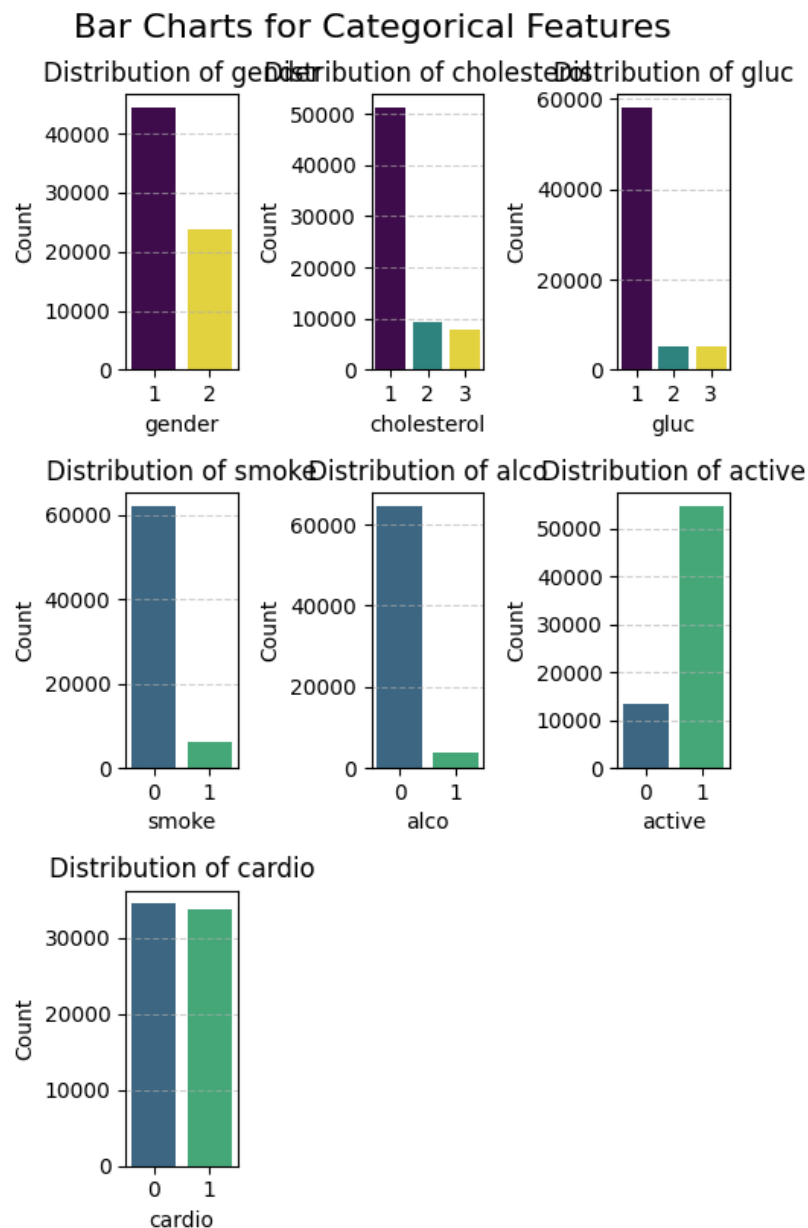 Bar Charts for Categorical Features
Distribution of gender
40000
30000
20000
10000
0
Count
1 2
gender
Distribution of cholesterol
50000
40000
30000
20000
10000
0
Count
1 2 3
cholesterol
Distribution of gluc
60000
40000
20000
0
Count
1 2 3
gluc
Distribution of smoke
60000
40000
20000
0
Count
0 1
smoke
Distribution of alco
60000
40000
20000
0
Count
0 1
alco
Distribution of active
50000
40000
30000
20000
10000
0
Count
0 1
active
Distribution of cardio
30000
20000
10000
0
Count
0 1
cardio